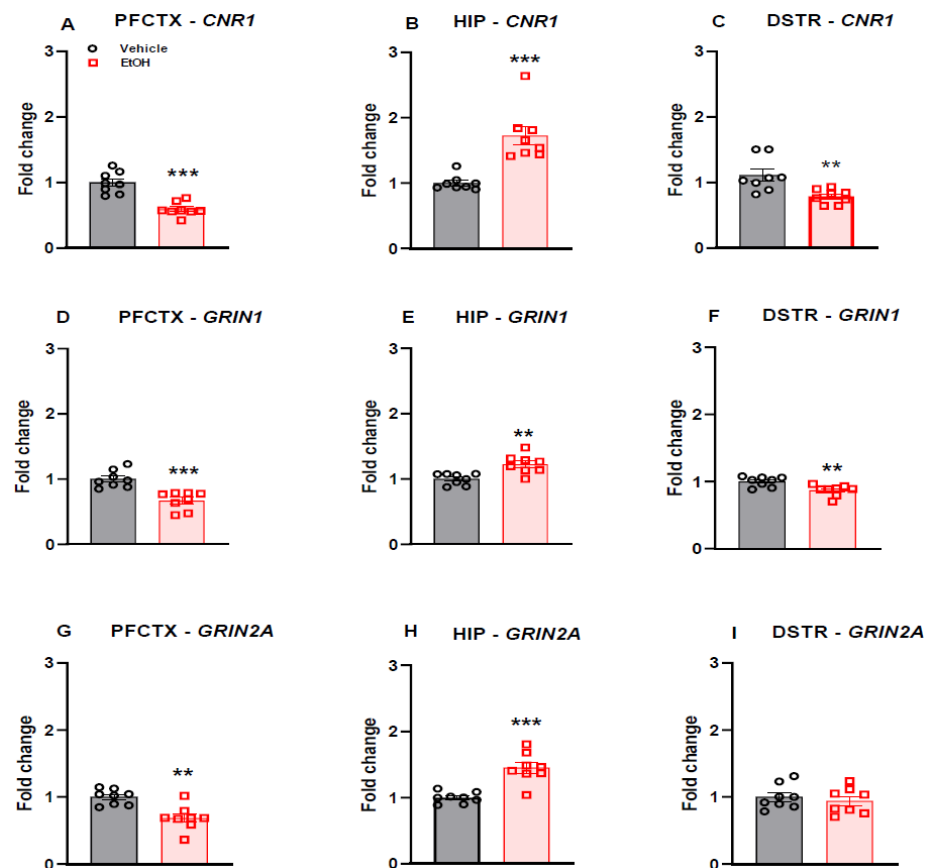 A PFCTX - CNR1
B HIP - CNR1
C DSTR - CNR1
Vehicle
EtOH
Fold change
3
2
1
0
***
Fold change
3
2
1
0
***
Fold change
3
2
1
0
**
D PFCTX - GRIN1
E HIP - GRIN1
F DSTR - GRIN1
Fold change
3
2
1
0
***
Fold change
3
2
1
0
**
Fold change
3
2
1
0
**
G PFCTX - GRIN2A
H HIP - GRIN2A
I DSTR - GRIN2A
Fold change
3
2
1
0
**
Fold change
3
2
1
0
***
Fold change
3
2
1
0